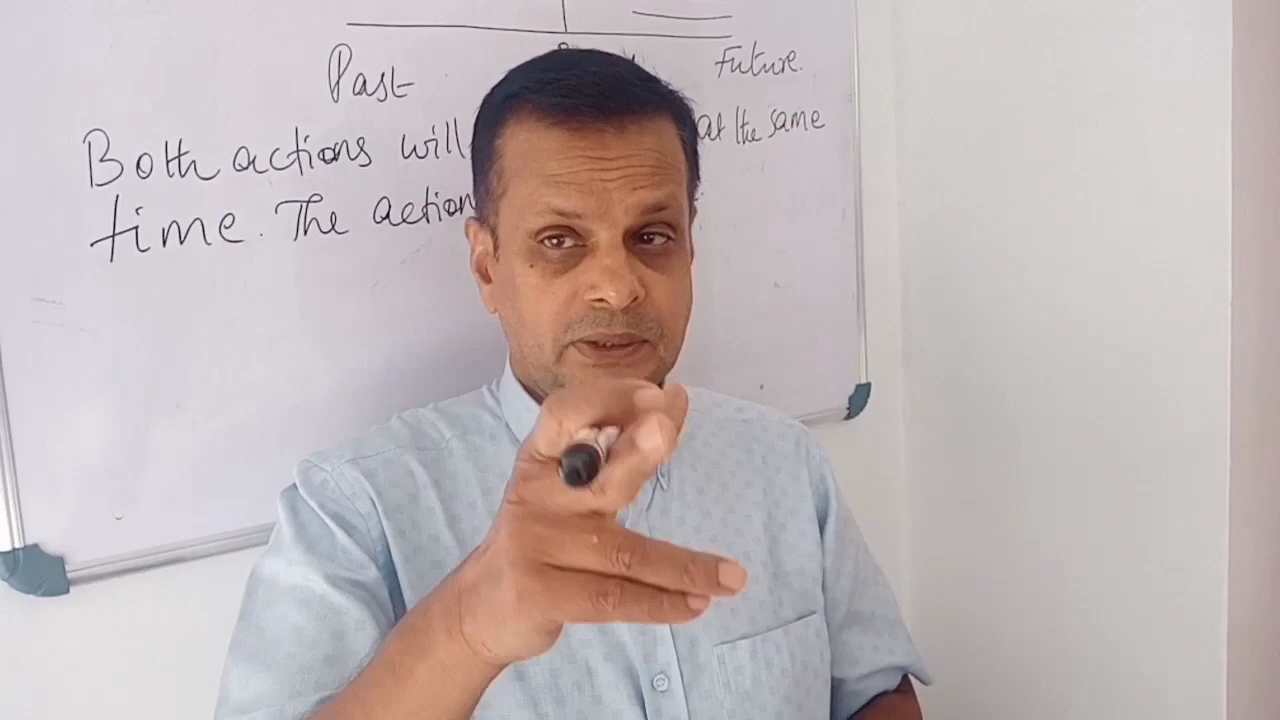 Past Future.
Both actions will at the same
time. The action